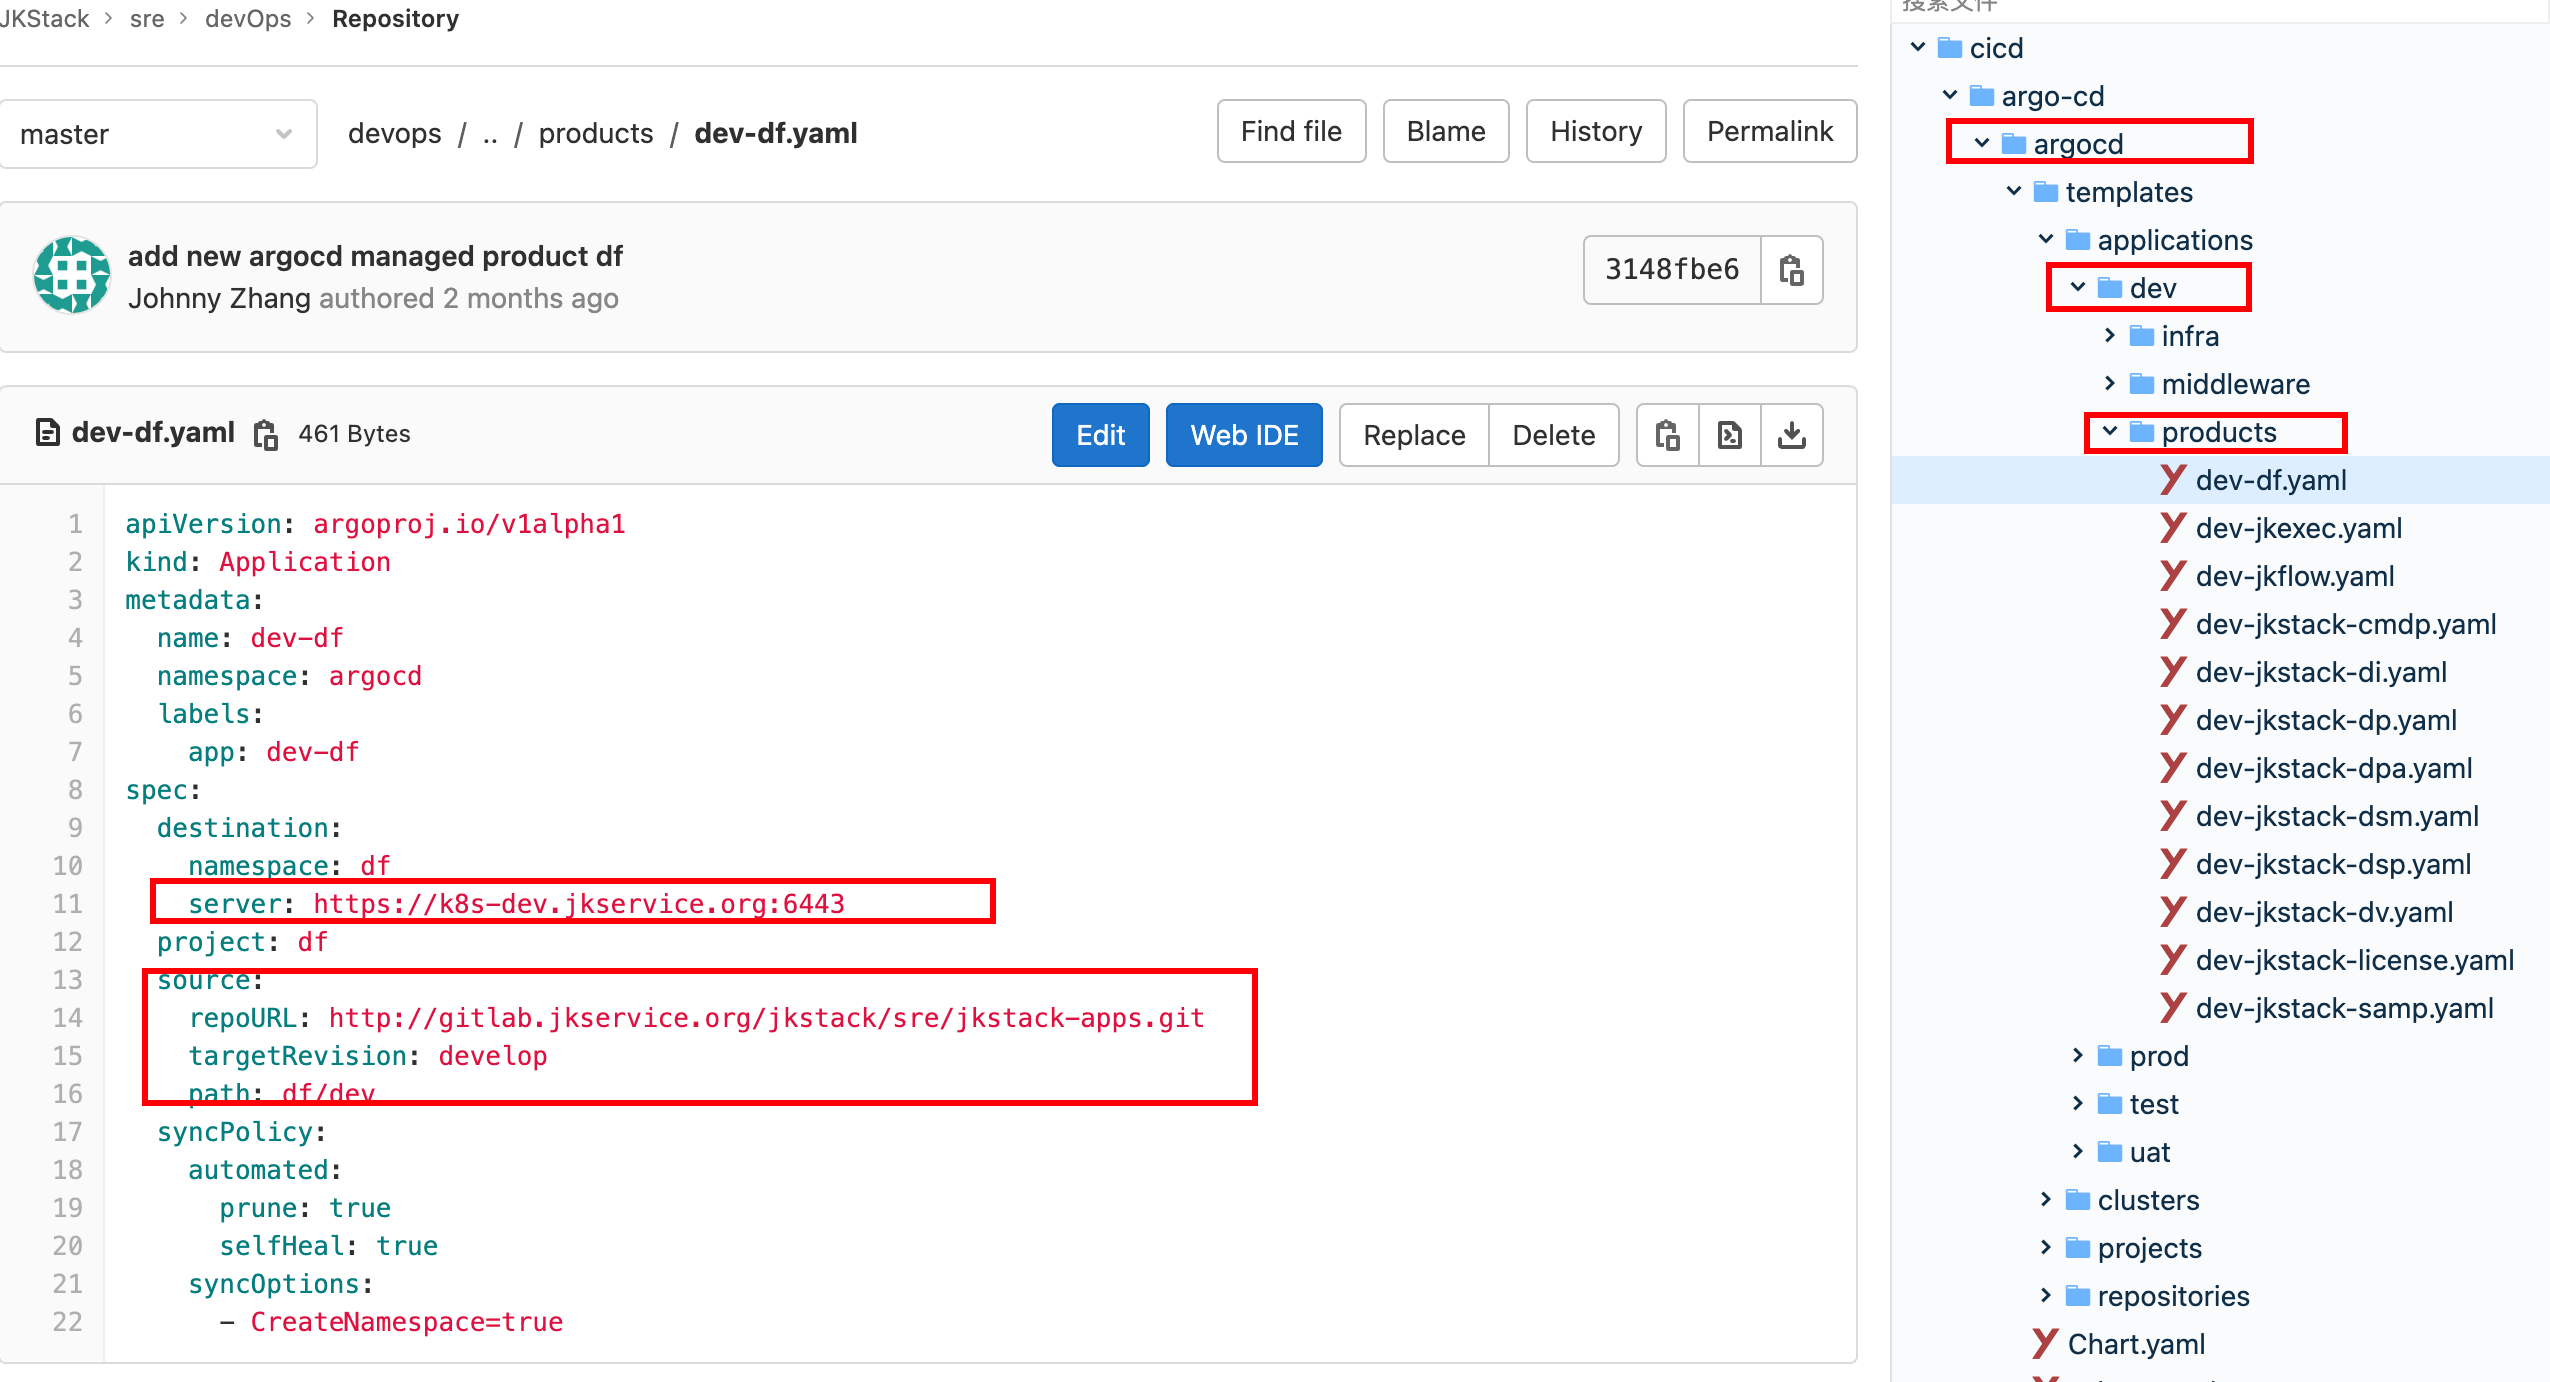 JKStack > sre > devOps > Repository
master
devops / .. / products / dev-df.yaml
Find file
Blame
History
Permalink
add new argocd managed product df
Johnny Zhang authored 2 months ago
3148fbe6
dev-df.yaml 461 Bytes
Edit
Web IDE
Replace
Delete
1 apiVersion: argoproj.io/v1alpha1
2 kind: Application
3 metadata:
4   name: dev-df
5   namespace: argocd
6   labels:
7     app: dev-df
8 spec:
9   destination:
10     namespace: df
11     server: https://k8s-dev.jkservice.org:6443
12   project: df
13   source:
14     repoURL: http://gitlab.jkservice.org/jkstack/sre/jkstack-apps.git
15     targetRevision: develop
16     path: df/dev
17   syncPolicy:
18     automated:
19       prune: true
20       selfHeal: true
21     syncOptions:
22       - CreateNamespace=true
搜索文件
cicd
argo-cd
argocd
templates
applications
dev
infra
middleware
products
dev-df.yaml
dev-jkexec.yaml
dev-jkflow.yaml
dev-jkstack-cmdp.yaml
dev-jkstack-di.yaml
dev-jkstack-dp.yaml
dev-jkstack-dpa.yaml
dev-jkstack-dsm.yaml
dev-jkstack-dsp.yaml
dev-jkstack-dv.yaml
dev-jkstack-license.yaml
dev-jkstack-samp.yaml
prod
test
uat
clusters
projects
repositories
Chart.yaml